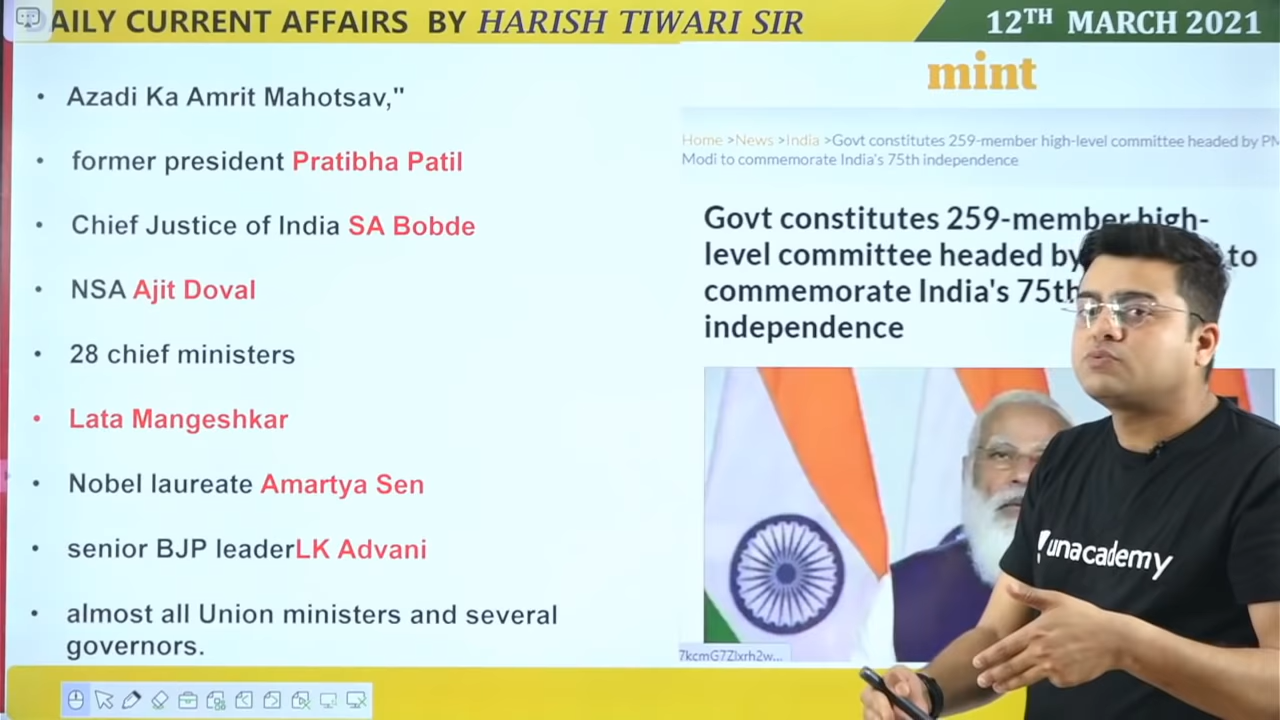 DAILY CURRENT AFFAIRS BY HARISH TIWARI SIR
12TH MARCH 2021
• Azadi Ka Amrit Mahotsav,"
• former president Pratibha Patil
• Chief Justice of India SA Bobde
• NSA Ajit Doval
• 28 chief ministers
• Lata Mangeshkar
• Nobel laureate Amartya Sen
• senior BJP leaderLK Advani
• almost all Union ministers and several
governors.
mint
Home >News >India >Govt constitutes 259-member high-level committee headed by PM
Modi to commemorate India's 75th independence
Govt constitutes 259-member high-
level committee headed by to
commemorate India's 75th
independence
7kcmG7Zlxrh2w...
unacademy